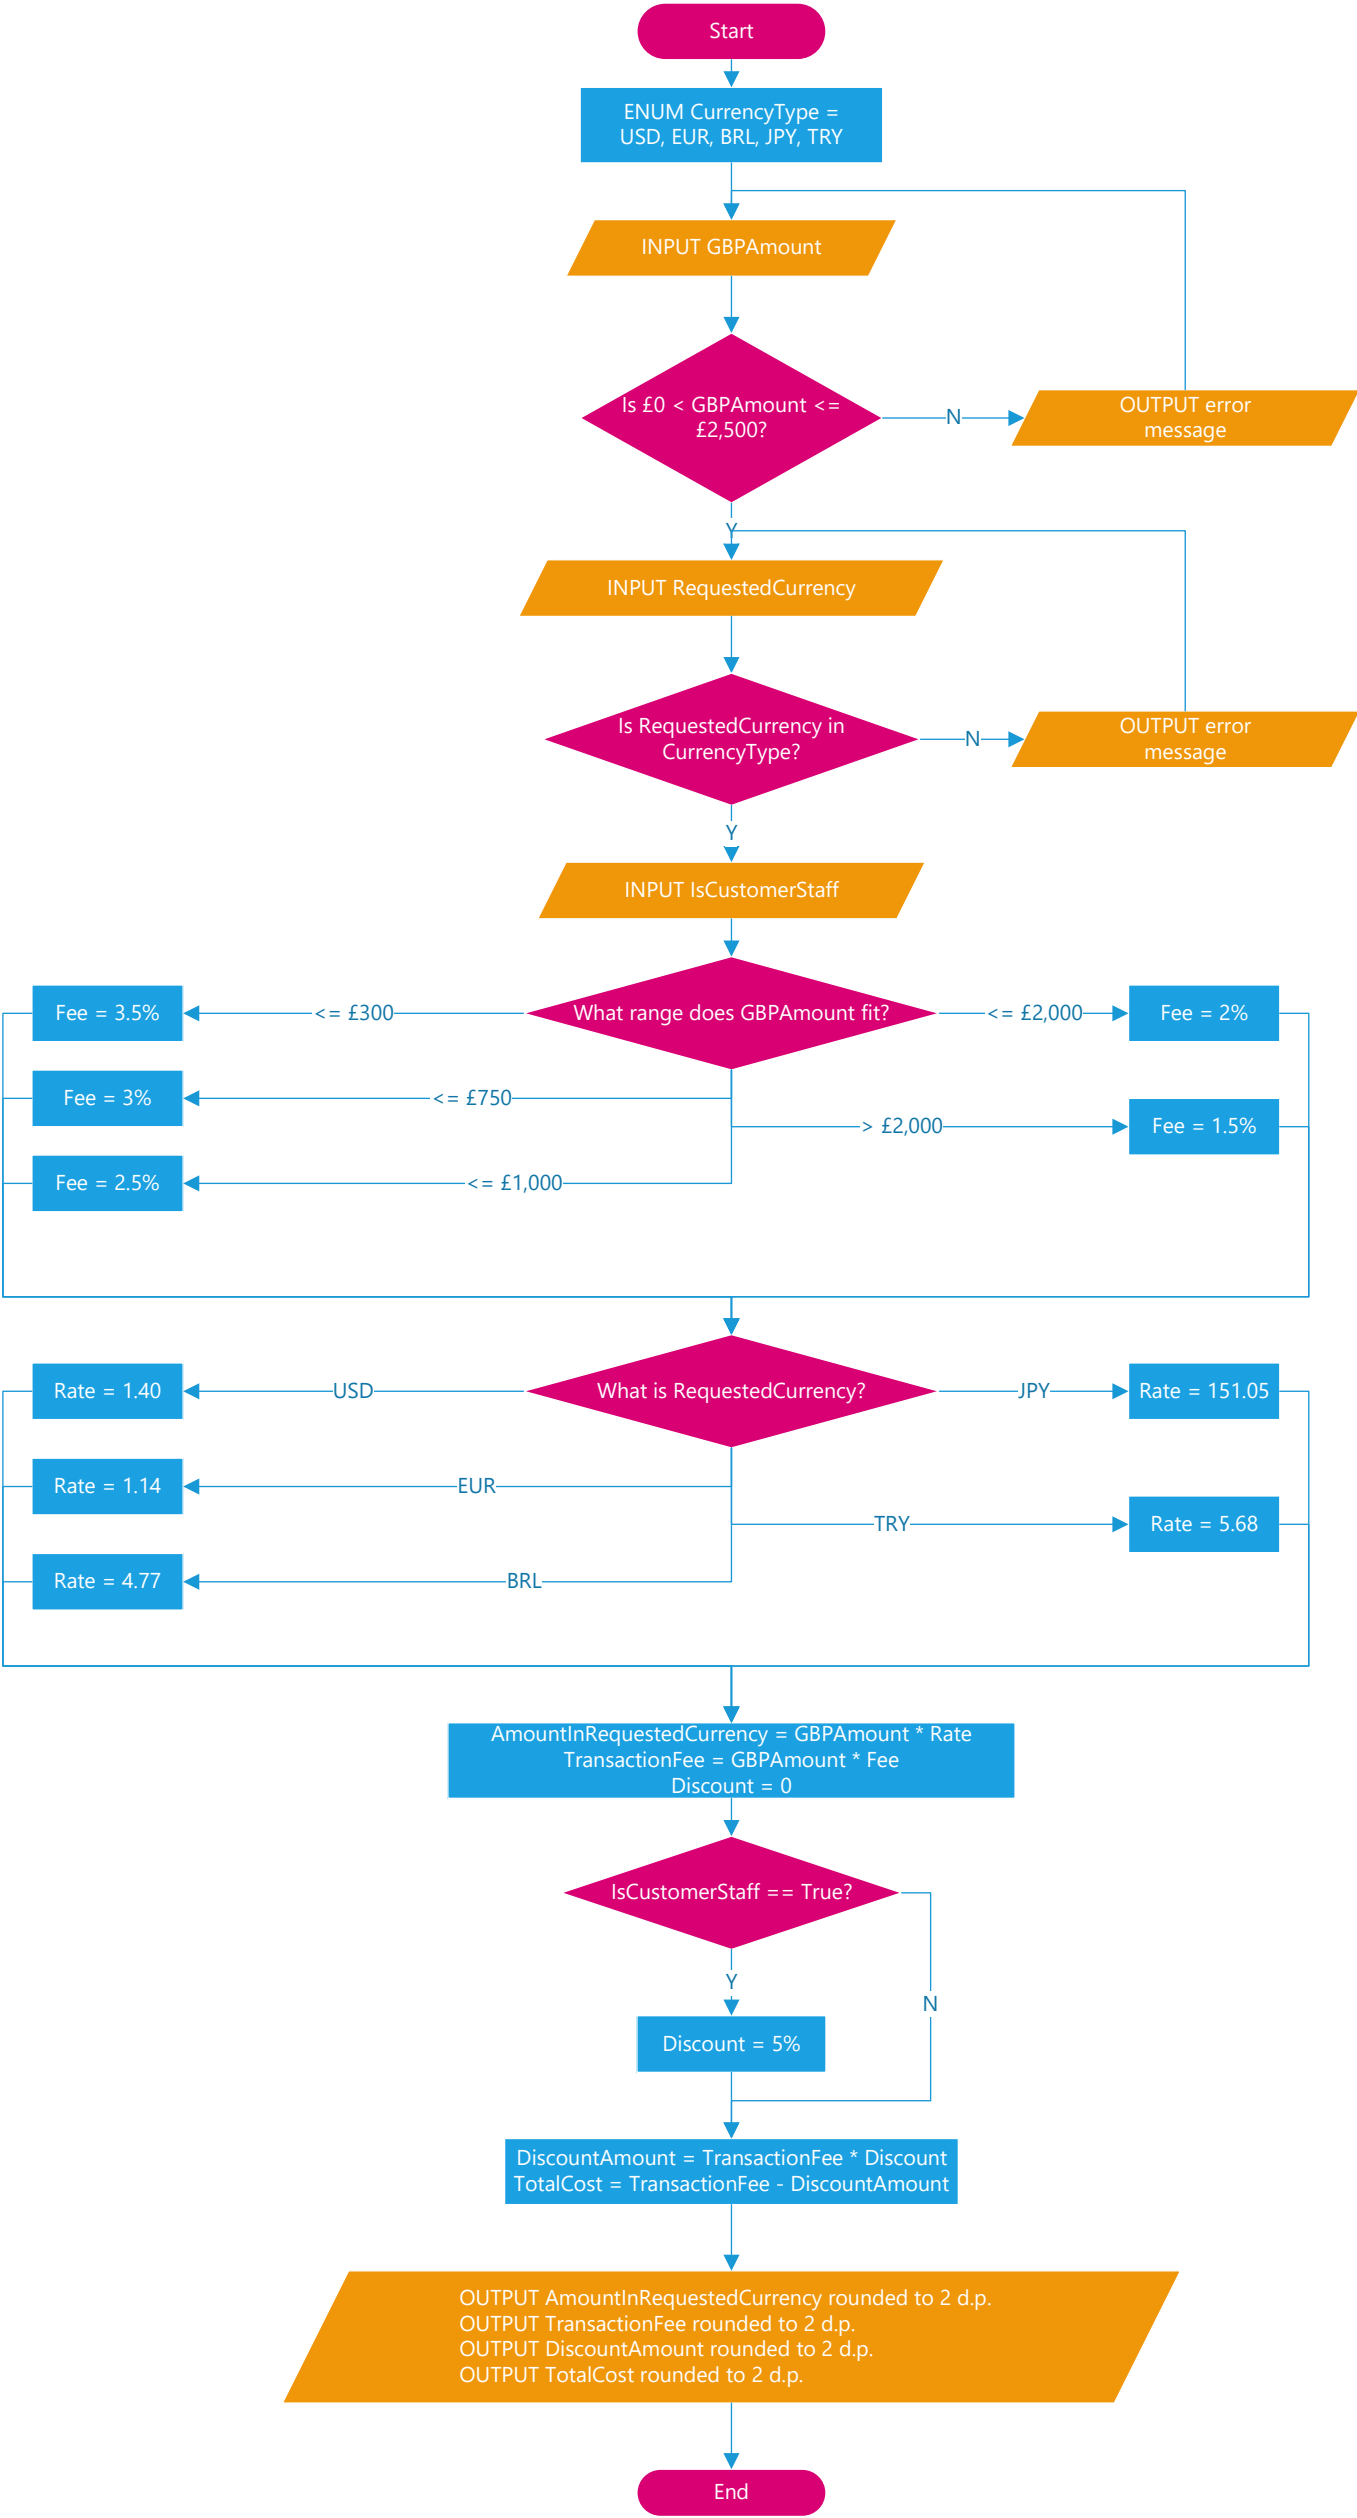 Start
ENUM CurrencyType =
USD, EUR, BRL, JPY, TRY
INPUT GBPAmount
Is £0 < GBPAmount <=
£2,500?
N
OUTPUT error
message
Y
INPUT RequestedCurrency
Is RequestedCurrency in
CurrencyType?
N
OUTPUT error
message
Y
INPUT IsCustomerStaff
What range does GBPAmount fit?
<= £300
Fee = 3.5%
<= £2,000
Fee = 2%
<= £750
Fee = 3%
> £2,000
Fee = 1.5%
<= £1,000
Fee = 2.5%
What is RequestedCurrency?
USD
Rate = 1.40
JPY
Rate = 151.05
EUR
Rate = 1.14
TRY
Rate = 5.68
BRL
Rate = 4.77
AmountInRequestedCurrency = GBPAmount * Rate
TransactionFee = GBPAmount * Fee
Discount = 0
IsCustomerStaff == True?
Y
N
Discount = 5%
DiscountAmount = TransactionFee * Discount
TotalCost = TransactionFee - DiscountAmount
OUTPUT AmountInRequestedCurrency rounded to 2 d.p.
OUTPUT TransactionFee rounded to 2 d.p.
OUTPUT DiscountAmount rounded to 2 d.p.
OUTPUT TotalCost rounded to 2 d.p.
End